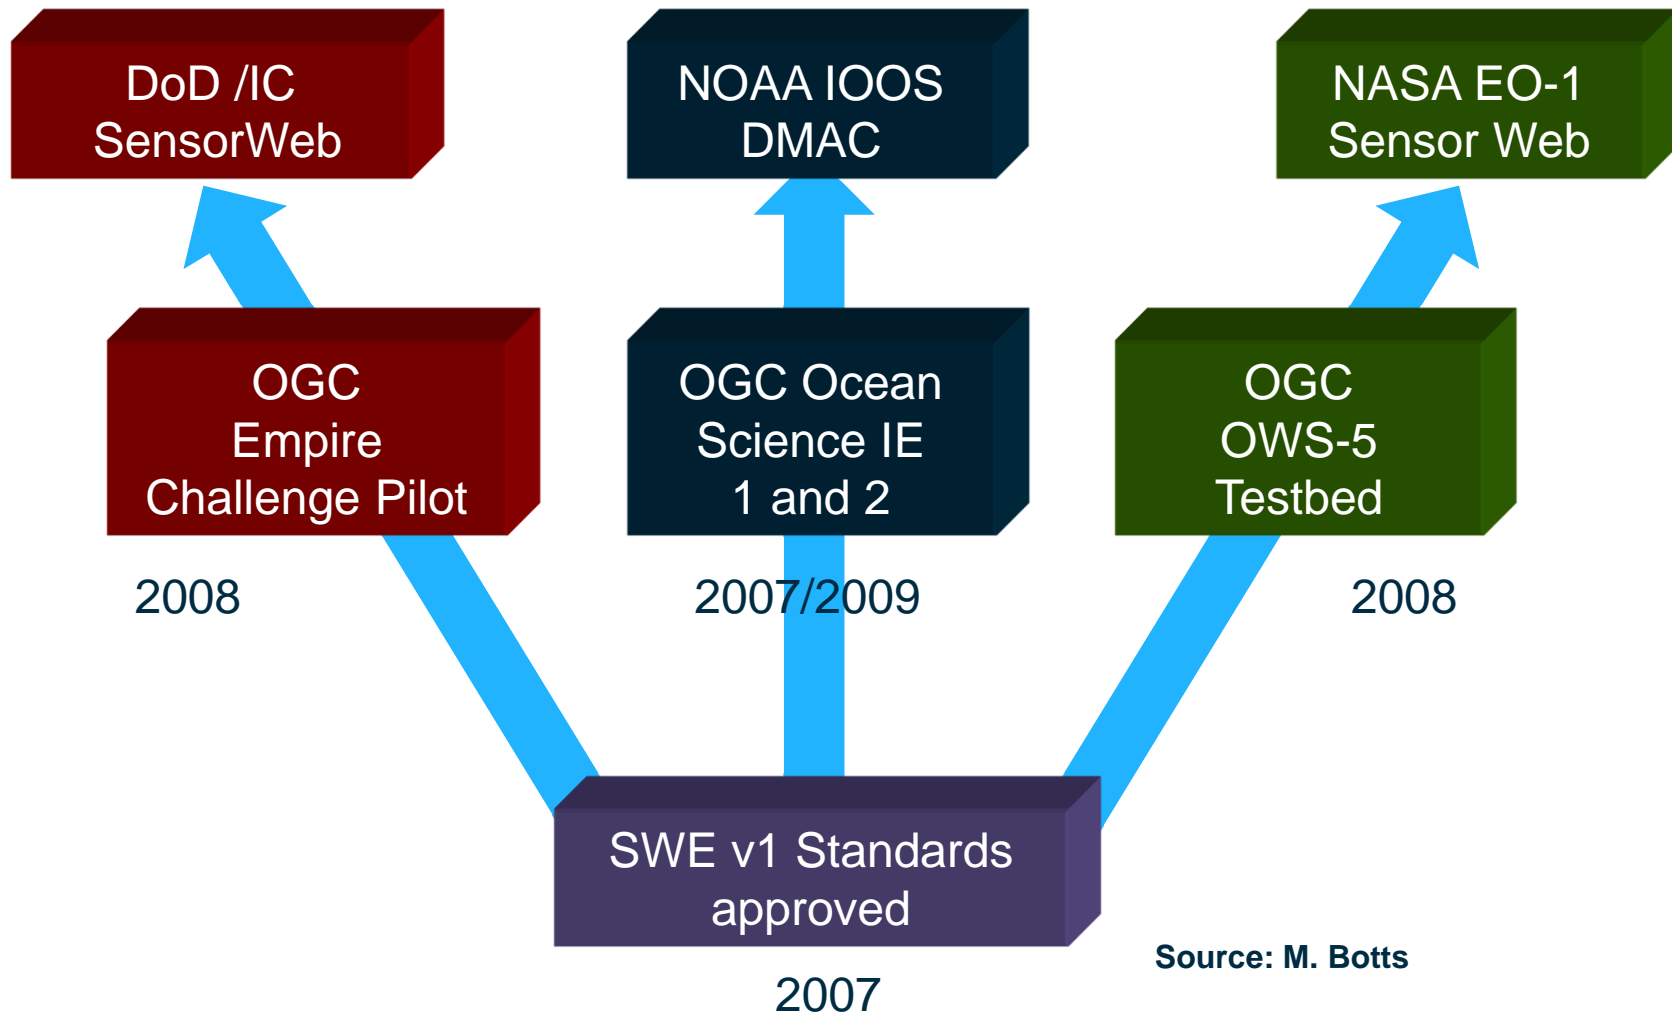 DoD /IC
SensorWeb
NOAA IOOS
DMAC
NASA EO-1
Sensor Web
OGC
Empire
Challenge Pilot
OGC Ocean
Science IE
1 and 2
OGC
OWS-5
Testbed
2008
2007/2009
2008
SWE v1 Standards
approved
Source: M. Botts
2007